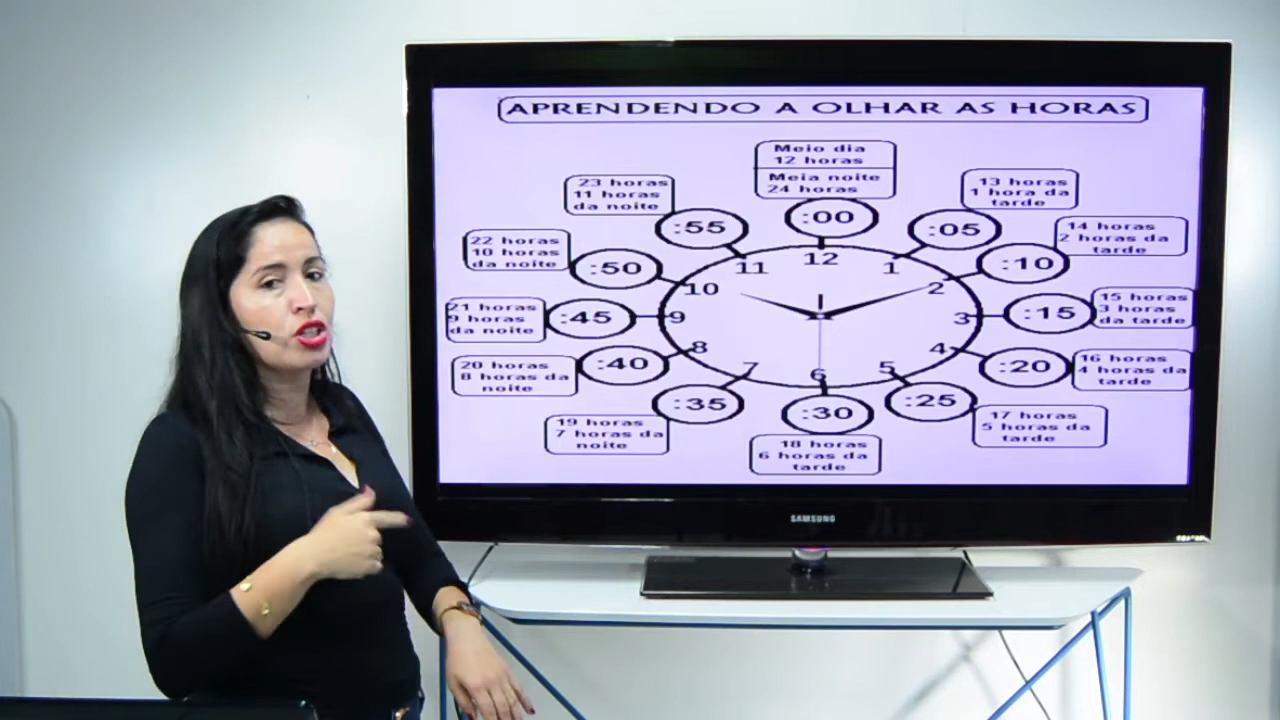 APRENDENDO A OLHAR AS HORAS
Meio dia
12 horas
Meia noite
24 horas
:00
13 horas
1 hora da
tarde
:05
14 horas
2 horas da
tarde
:10
15 horas
3 horas
da tarde
:15
16 horas
4 horas da
tarde
:20
17 horas
5 horas da
tarde
:25
18 horas
6 horas da
tarde
:30
19 horas
7 horas da
noite
:35
20 horas
8 horas da
noite
:40
21 horas
9 horas
da noite
:45
22 horas
10 horas
da noite
:50
23 horas
11 horas
da noite
:55
12
1
2
3
4
5
6
7
8
9
10
11
SAMSUNG